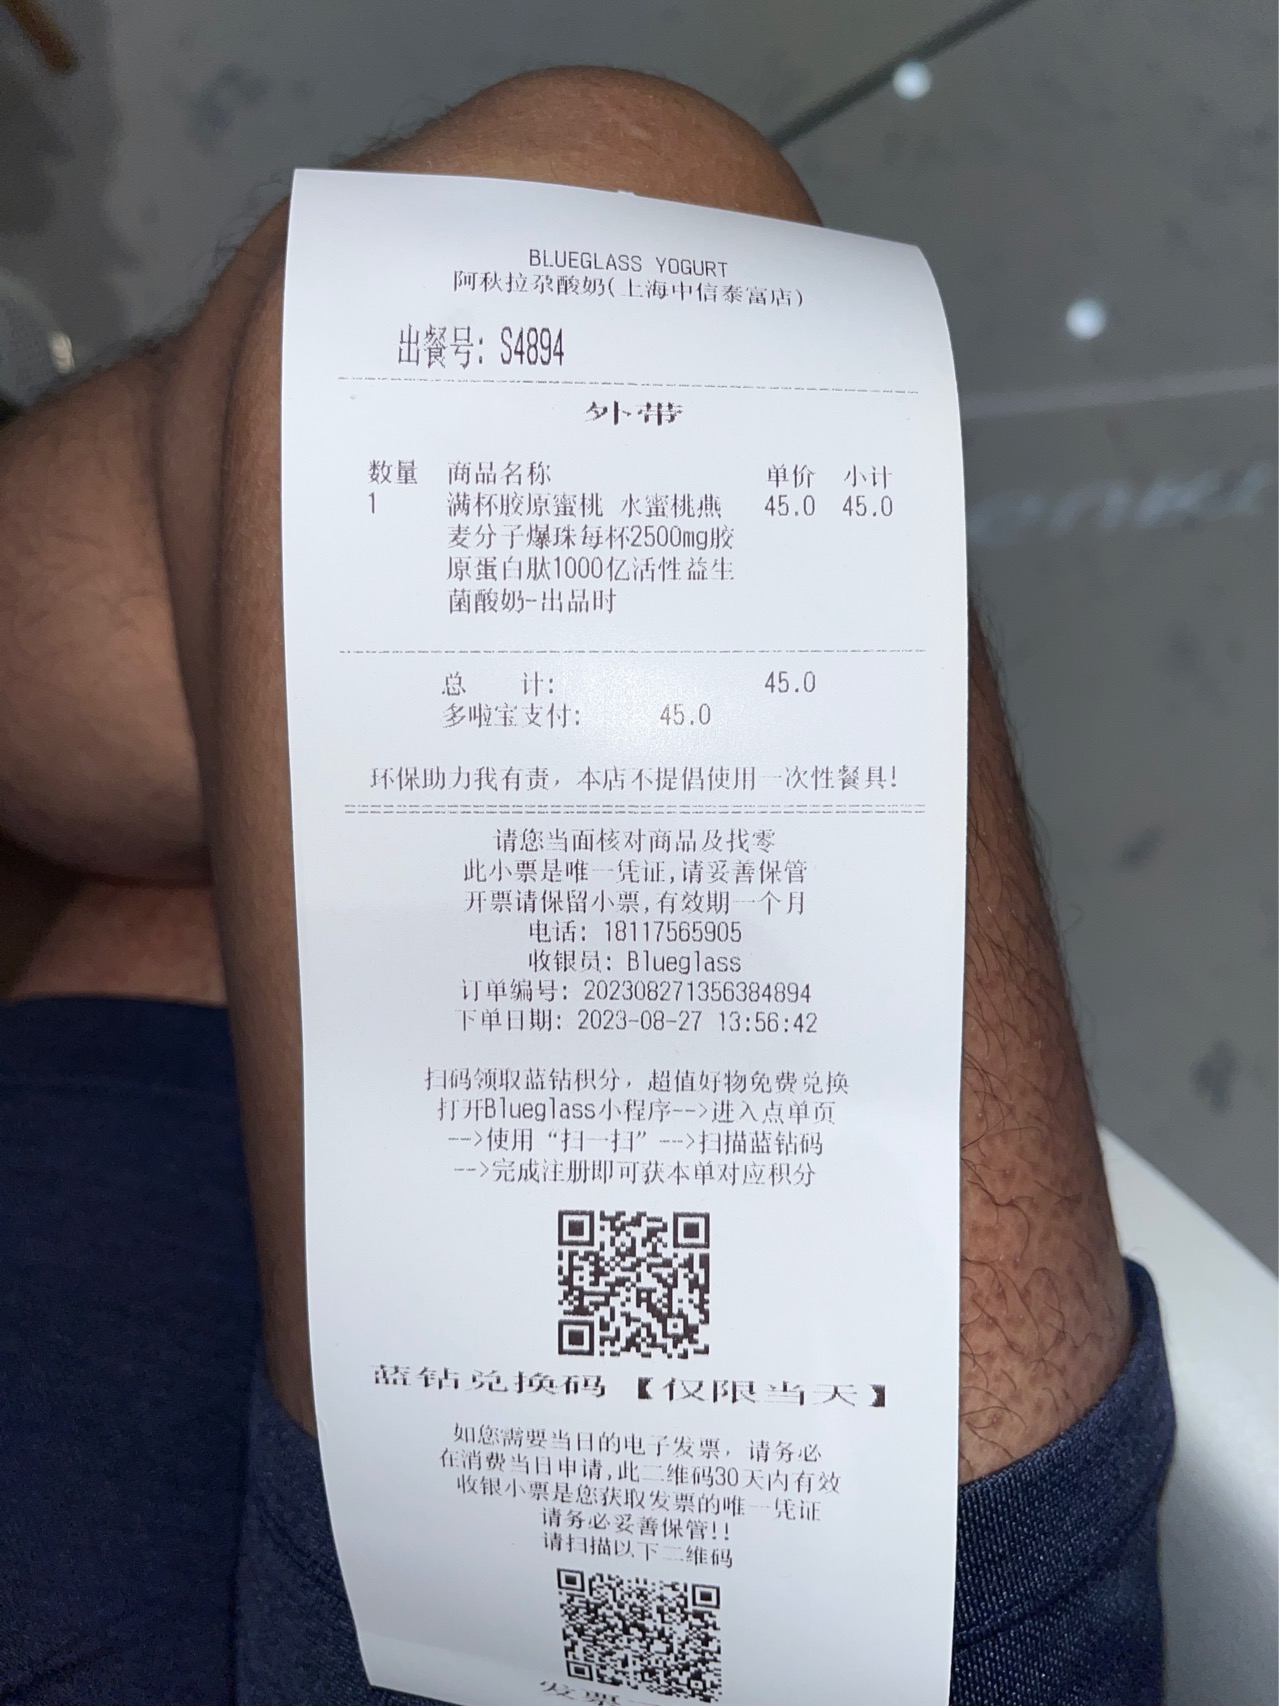 BLUEGLASS YOGURT
阿秋拉尕酸奶(上海中信泰富店)
出餐号: S4894
外带
数量 商品名称 单价 小计
1 满杯胶原蜜桃 水蜜桃燕 45.0 45.0
麦分子爆珠每杯2500mg胶
原蛋白肽1000亿活性益生
菌酸奶-出品时
总 计: 45.0
多啦宝支付: 45.0
环保助力我有责，本店不提倡使用一次性餐具!
请您当面核对商品及找零
此小票是唯一凭证,请妥善保管
开票请保留小票,有效期一个月
电话: 18117565905
收银员: Blueglass
订单编号: 202308271356384894
下单日期: 2023-08-27 13:56:42
扫码领取蓝钻积分，超值好物免费兑换
打开Blueglass小程序-->进入点单页
-->使用“扫一扫”-->扫描蓝钻码
-->完成注册即可获本单对应积分
蓝钻兑换码【仅限当天】
如您需要当日的电子发票，请务必
在消费当日申请,此二维码30天内有效
收银小票是您获取发票的唯一凭证
请务必妥善保管!!
请扫描以下二维码
发票